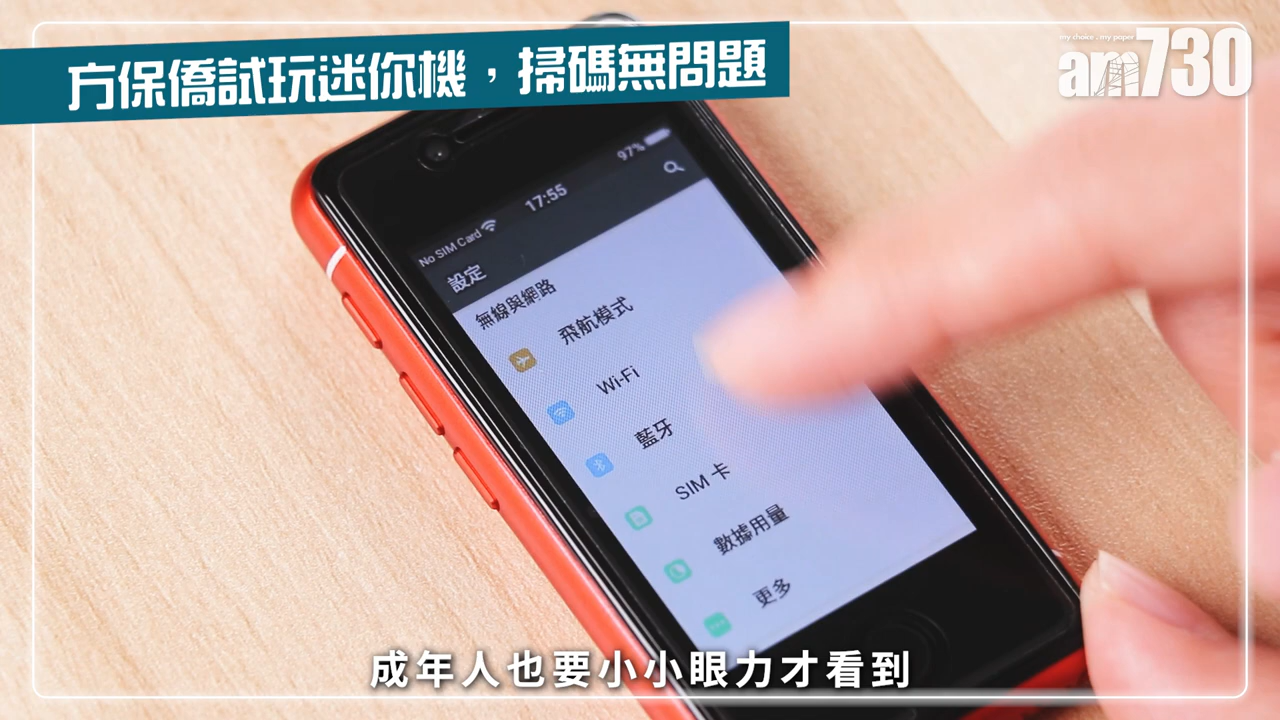 方保僑試玩迷你機，掃碼無問題
my choice . my paper
am730
97%
17:55
No SIM Card
設定
無線與網路
飛航模式
Wi-Fi
藍牙
SIM 卡
數據用量
更多
成年人也要小小眼力才看到